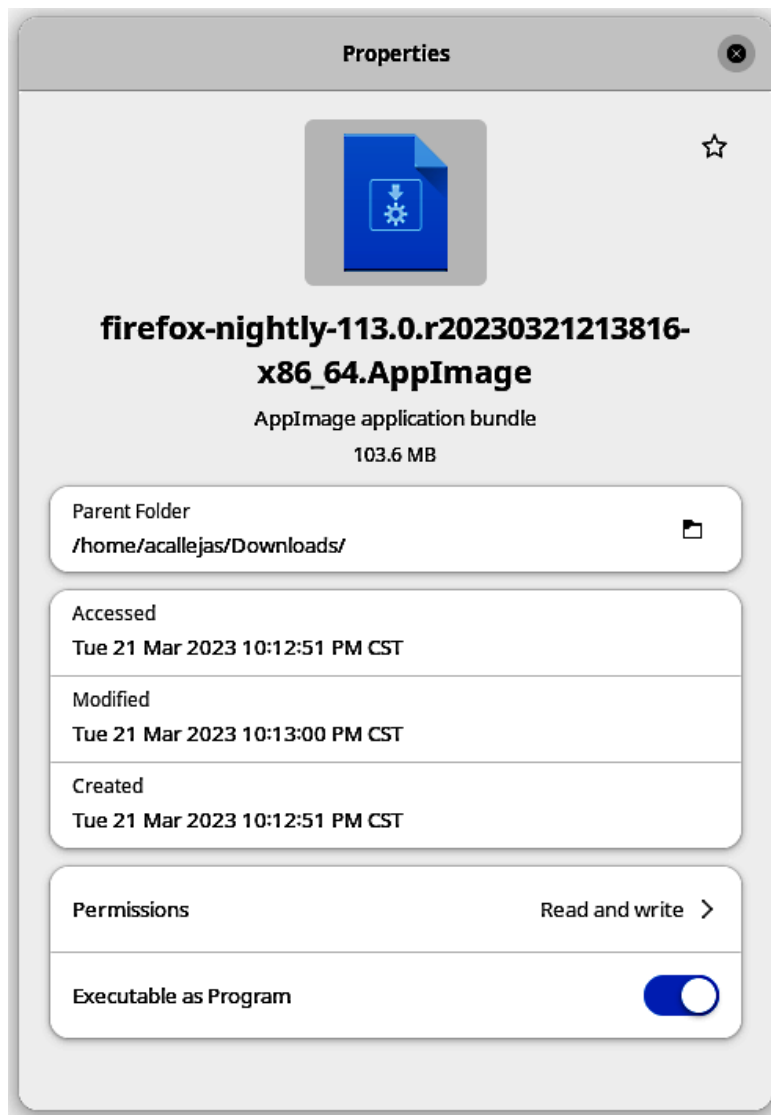 Properties
firefox-nightly-113.0.r20230321213816-
x86_64.AppImage
AppImage application bundle
103.6 MB
Parent Folder
/home/acallejas/Downloads/
Accessed
Tue 21 Mar 2023 10:12:51 PM CST
Modified
Tue 21 Mar 2023 10:13:00 PM CST
Created
Tue 21 Mar 2023 10:12:51 PM CST
Permissions Read and write
Executable as Program